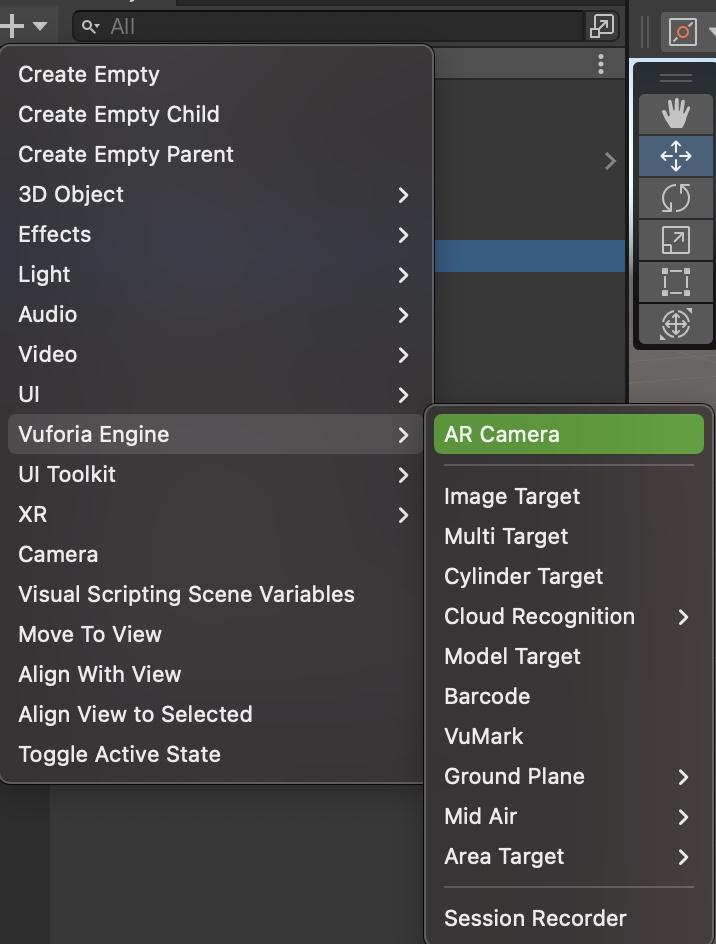 All
Create Empty
Create Empty Child
Create Empty Parent
3D Object
Effects
Light
Audio
Video
UI
Vuforia Engine
UI Toolkit
XR
Camera
Visual Scripting Scene Variables
Move To View
Align With View
Align View to Selected
Toggle Active State
AR Camera
Image Target
Multi Target
Cylinder Target
Cloud Recognition
Model Target
Barcode
VuMark
Ground Plane
Mid Air
Area Target
Session Recorder